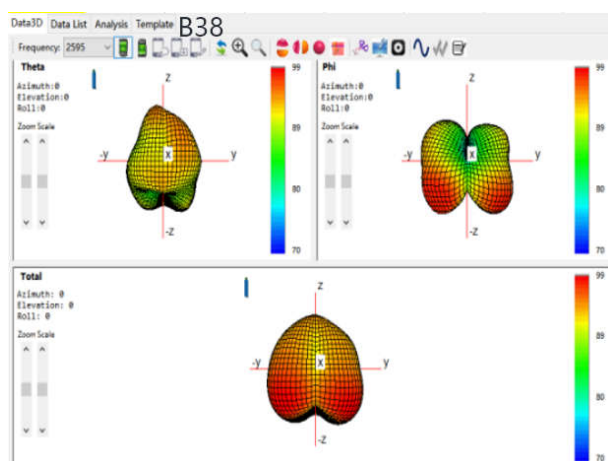 Data3D Data List Analysis Template B38
Frequency: 2595
Theta
Azimuth:0
Elevation:0
Roll:0
Zoom Scale
z
-y
x
y
-z
99
89
80
70
Phi
Azimuth:0
Elevation:0
Roll:0
Zoom Scale
z
-y
x
y
-z
99
89
80
70
Total
Azimuth: 0
Elevation: 0
Roll: 0
Zoom Scale
z
-y
x
y
-z
99
89
80
70